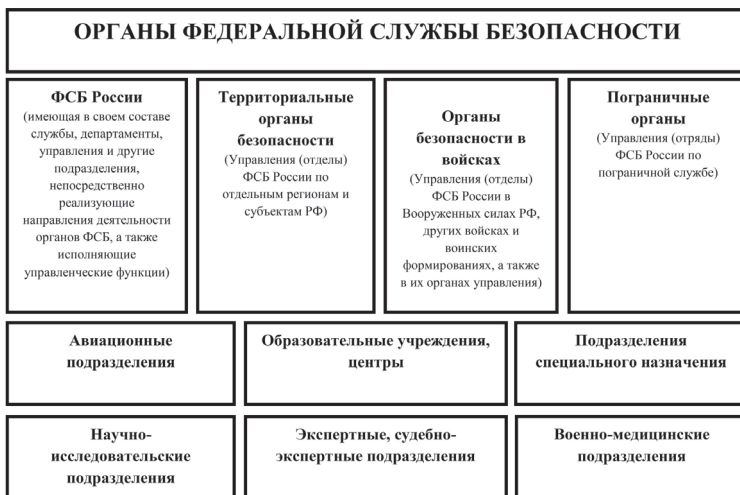 ОРГАНЫ ФЕДЕРАЛЬНОЙ СЛУЖБЫ БЕЗОПАСНОСТИ
ФСБ России
(имеющая в своем составе
службы, департаменты,
управления и другие
подразделения,
непосредственно
реализующие
направления деятельности
органов ФСБ, а также
исполняющие
управленческие функции)
Территориальные
органы
безопасности
(Управления (отделы)
ФСБ России по
отдельным регионам и
субъектам РФ)
Органы
безопасности в
войсках
(Управления (отделы)
ФСБ России в
Вооруженных силах РФ,
других войсках и
воинских
формированиях, а также
в их органах управления)
Пограничные
органы
(Управления (отряды)
ФСБ России по
пограничной службе)
Авиационные
подразделения
Образовательные учреждения,
центры
Подразделения
специального назначения
Научно-
исследовательские
подразделения
Экспертные, судебно-
экспертные подразделения
Военно-медицинские
подразделения